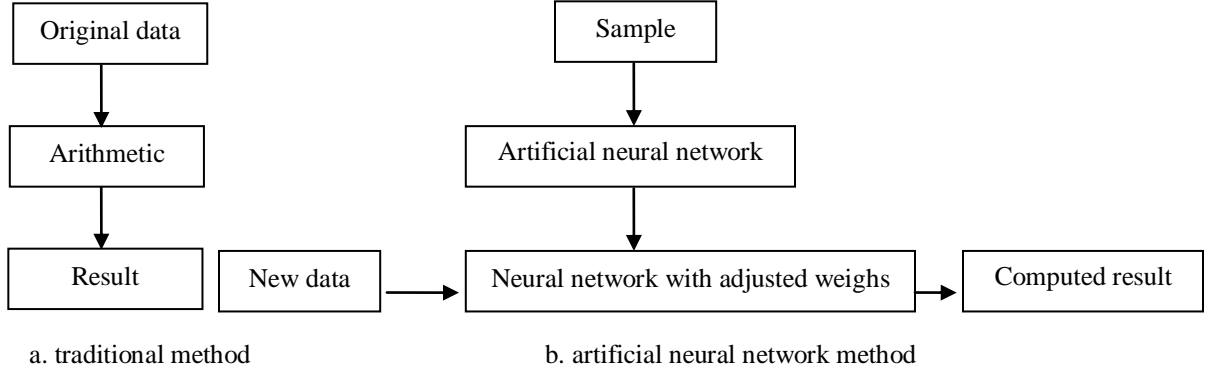 Original data
Arithmetic
Result
a. traditional method
Sample
Artificial neural network
New data
Neural network with adjusted weighs
Computed result
b. artificial neural network method